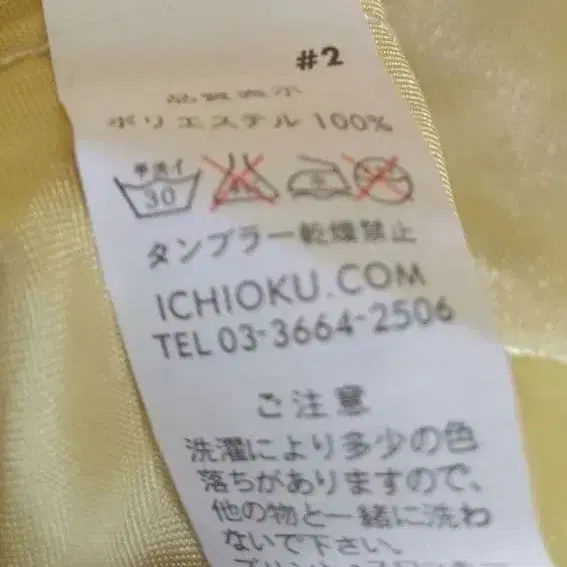 #2
品質表示
ポリエステル 100%
手洗イ
30
タンブラー乾燥禁止
ICHIOKU.COM
TEL 03-3664-2506
ご注意
洗濯により多少の色
落ちがありますので、
他の物と一緒に洗わ
ないで下さい。